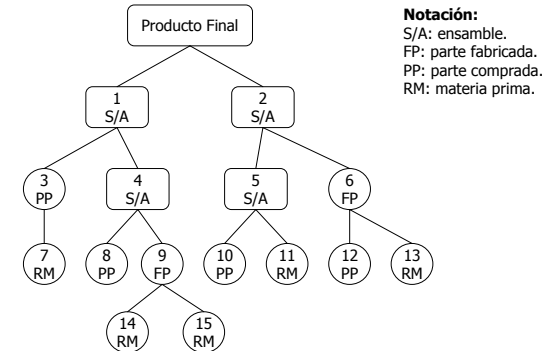 Producto Final
Notación:
S/A: ensamble.
FP: parte fabricada.
PP: parte comprada.
RM: materia prima.
1
S/A
2
S/A
3
PP
4
S/A
5
S/A
6
FP
7
RM
8
PP
9
FP
10
PP
11
RM
12
PP
13
RM
14
RM
15
RM